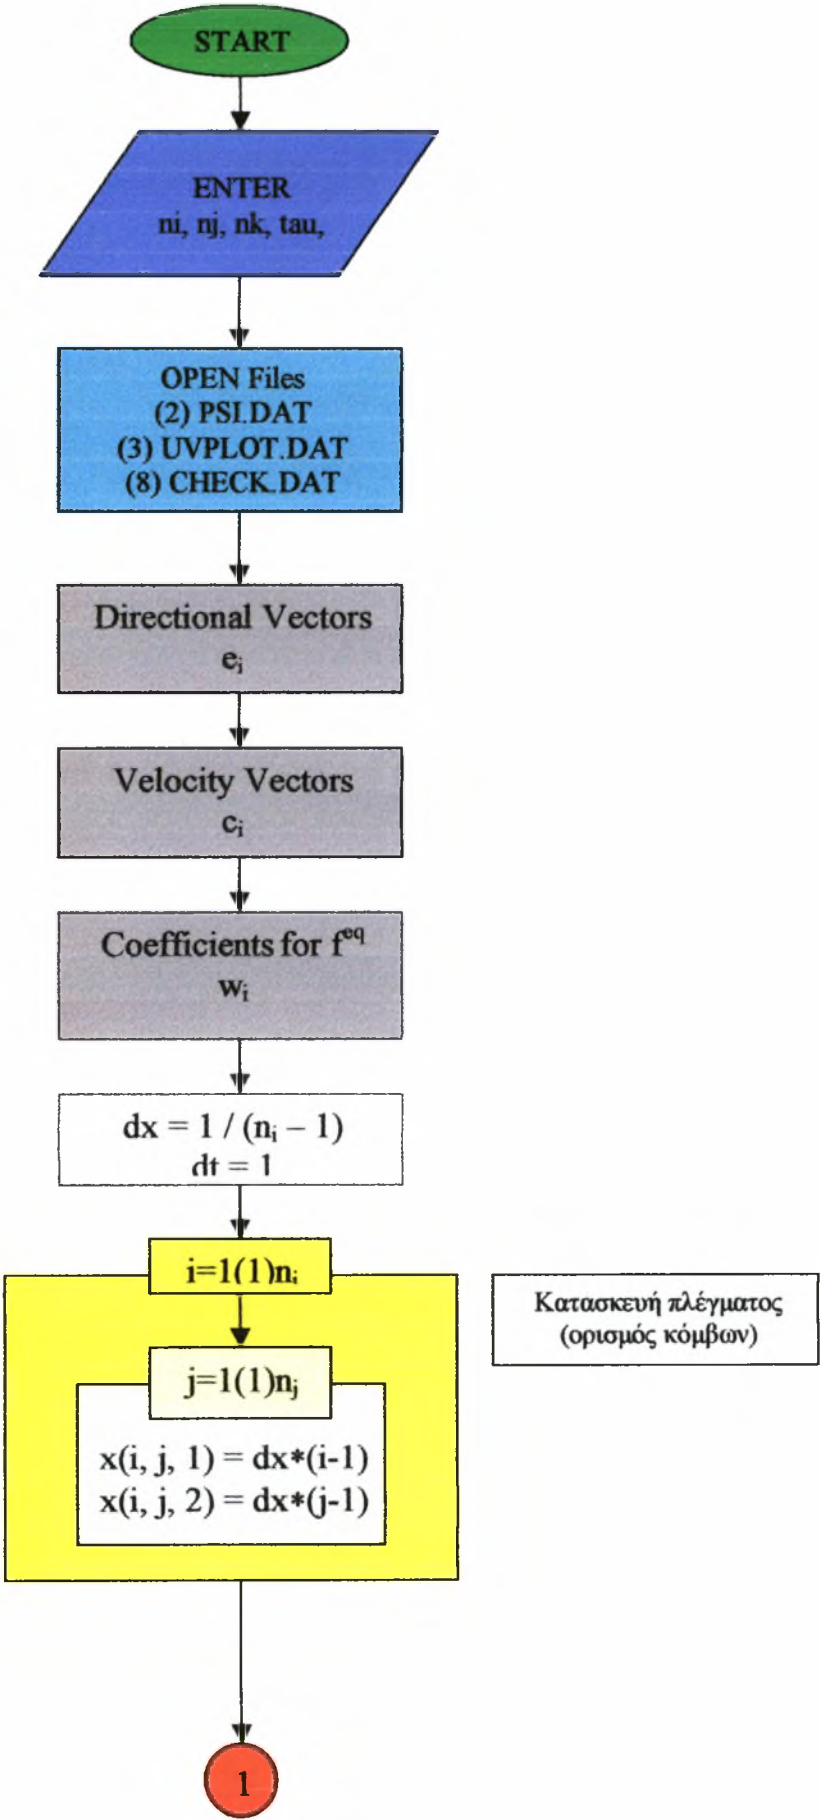 START
ENTER
ni, nj, nk, tau,
OPEN Files
(2) PSI.DAT
(3) UVPLOT.DAT
(8) CHECK.DAT
Directional Vectors
eᵢ
Velocity Vectors
cᵢ
Coefficients for f^eq
wᵢ
dx = 1 / (nᵢ – 1)
dt = 1
i=1(1)nᵢ
Κατασκευή πλέγματος
(ορισμός κόμβων)
j=1(1)nⱼ
x(i, j, 1) = dx*(i-1)
x(i, j, 2) = dx*(j-1)
1